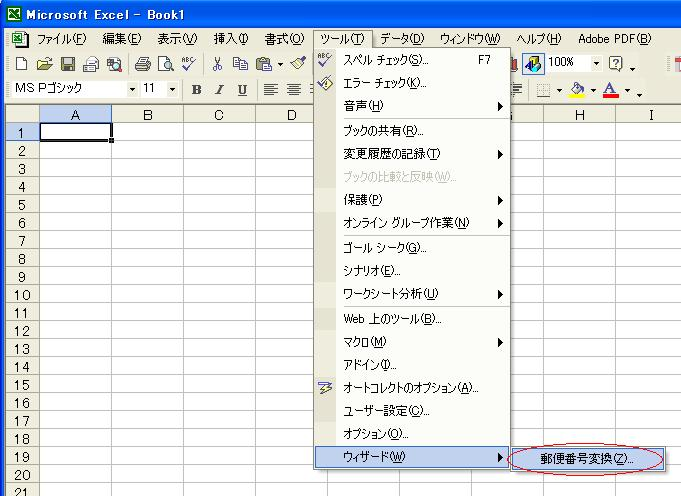 Microsoft Excel - Book1
ファイル(F) 編集(E) 表示(V) 挿入(I) 書式(O) ツール(T) データ(D) ウィンドウ(W) ヘルプ(H) Adobe PDF(B)
100%
MS Pゴシック 11 B I U
A B C D H I
1
2
3
4
5
6
7
8
9
10
11
12
13
14
15
16
17
18
19
20
21
スペル チェック(S)... F7
エラー チェック(K)...
音声(H)
ブックの共有(R)...
変更履歴の記録(T)
ブックの比較と反映(W)...
保護(P)
オンライン グループ作業(N)
ゴール シーク(G)...
シナリオ(E)...
ワークシート分析(U)
Web 上のツール(B)...
マクロ(M)
アドイン(I)...
オートコレクトのオプション(A)...
ユーザー設定(C)...
オプション(O)...
ウィザード(W)
郵便番号変換(Z)...